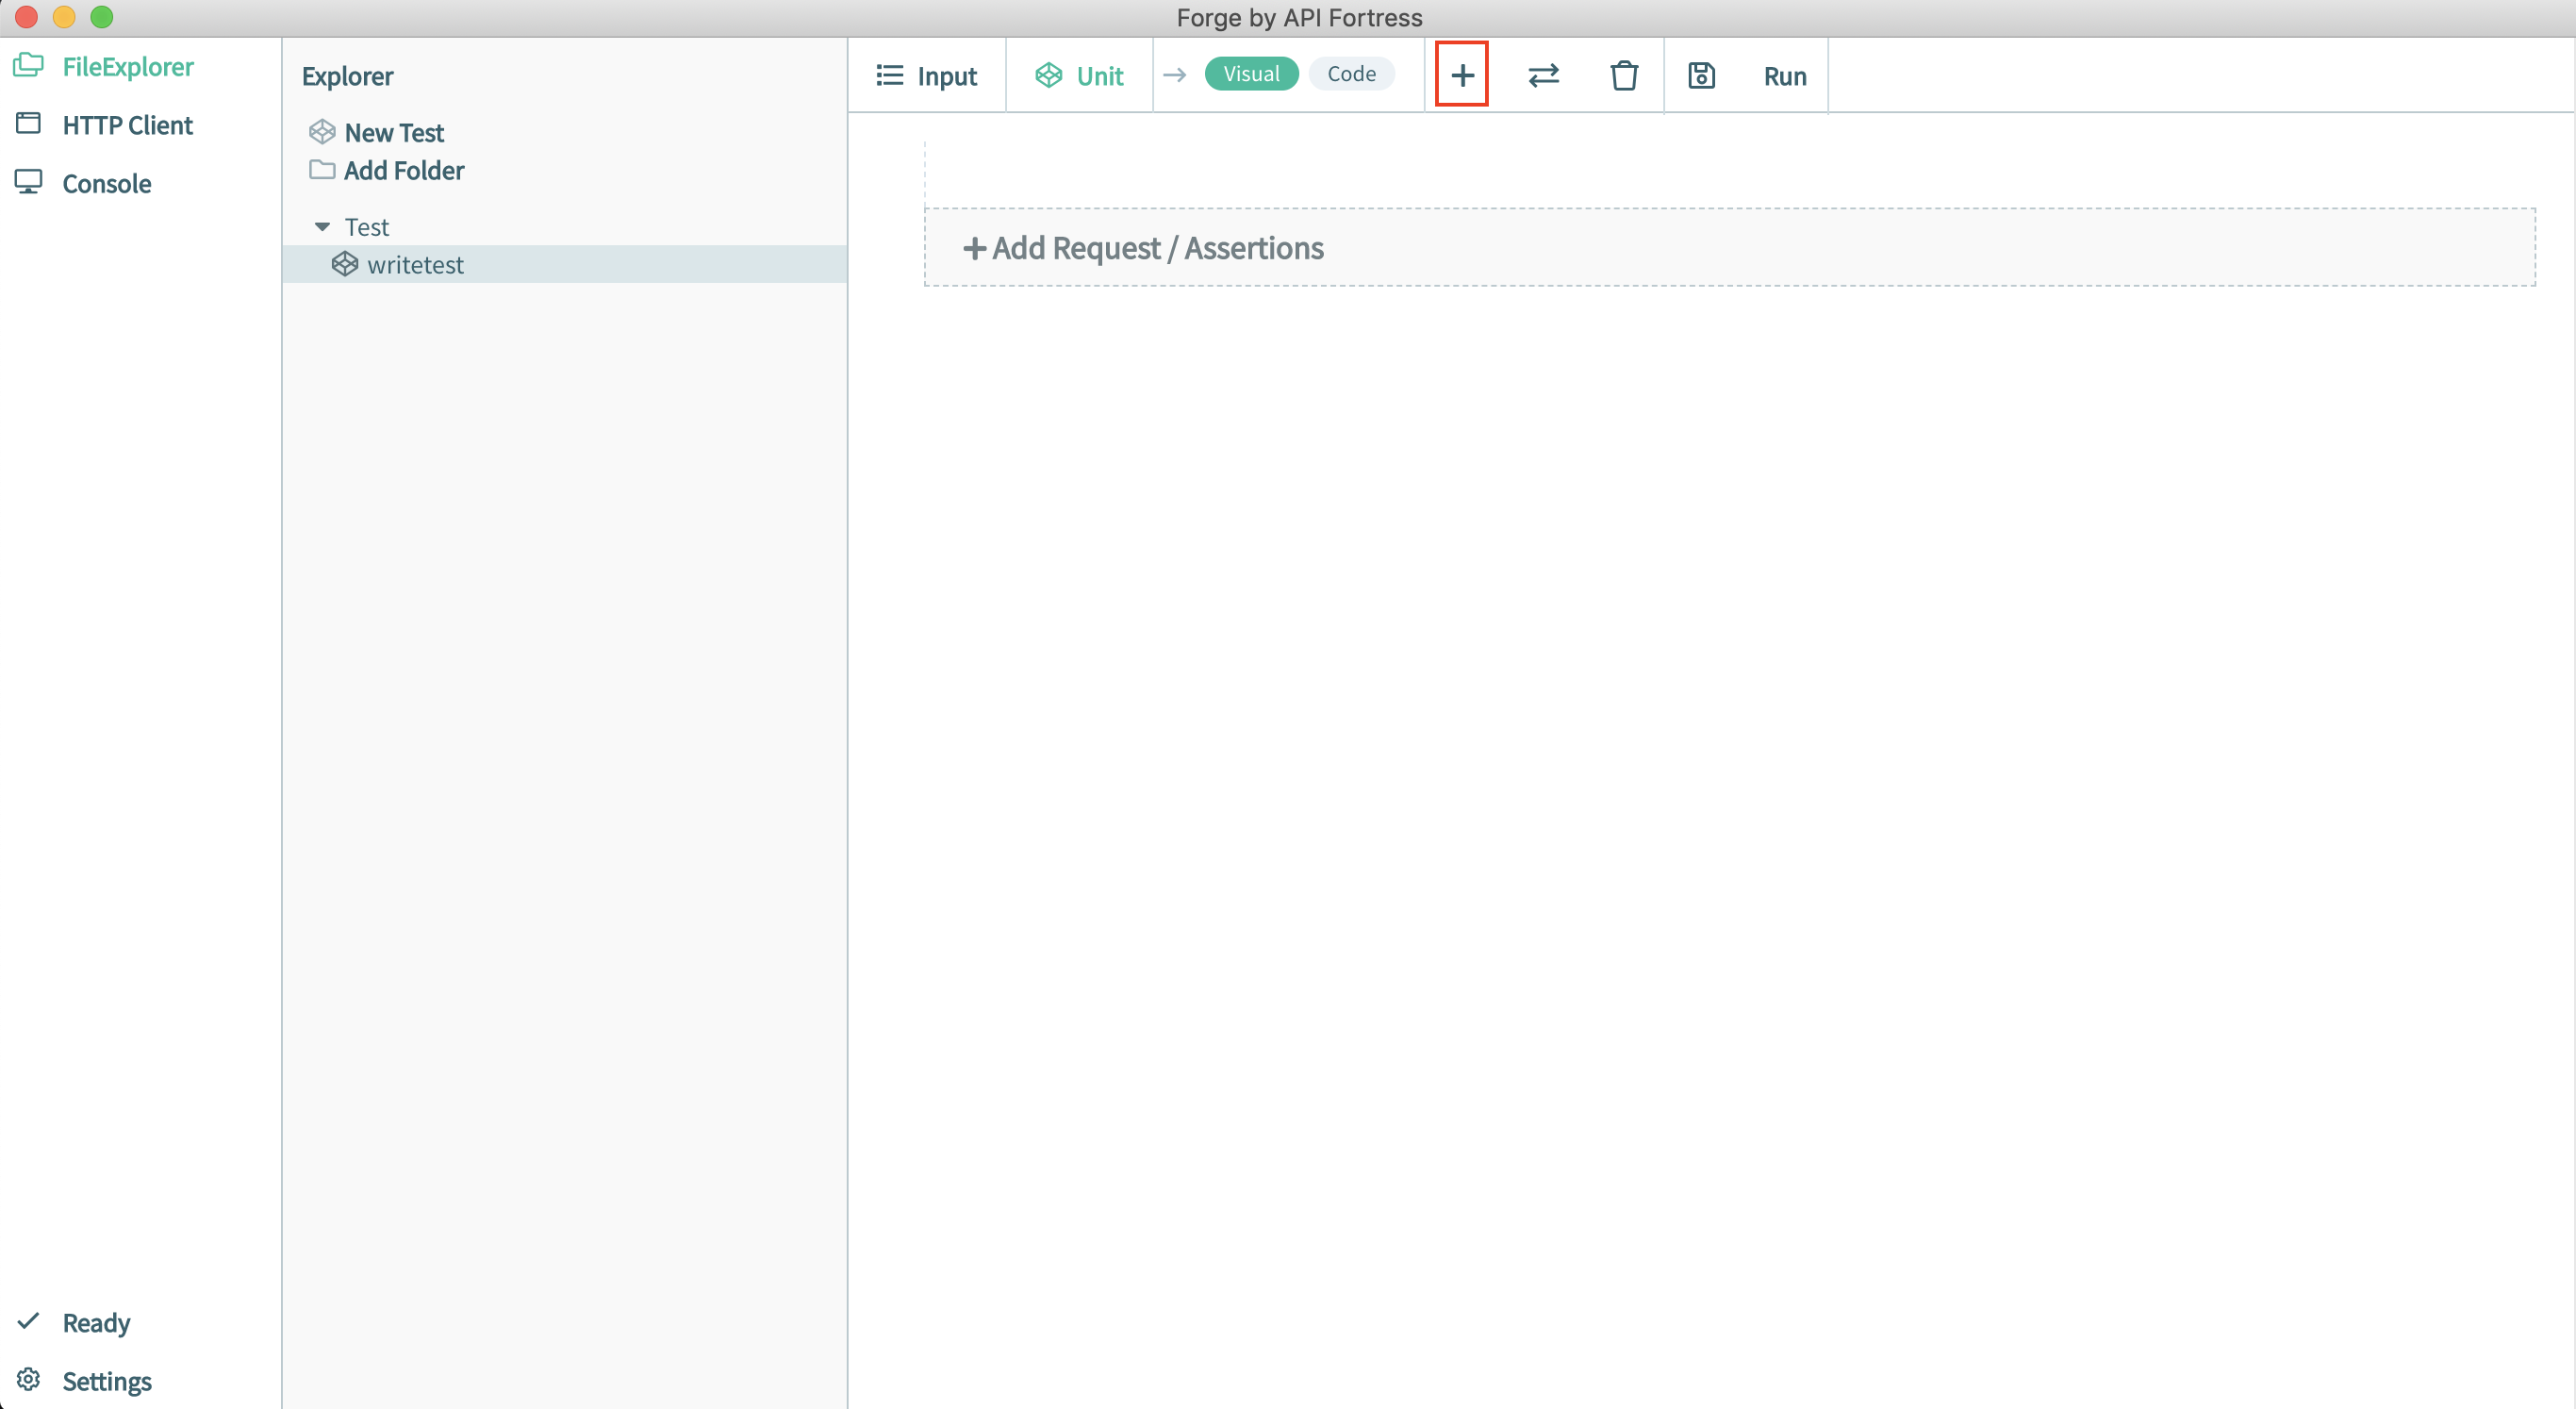 Forge by API Fortress
FileExplorer
HTTP Client
Console
Ready
Settings
Explorer
New Test
Add Folder
Test
writetest
Input
Unit
Visual
Code
Run
Add Request / Assertions